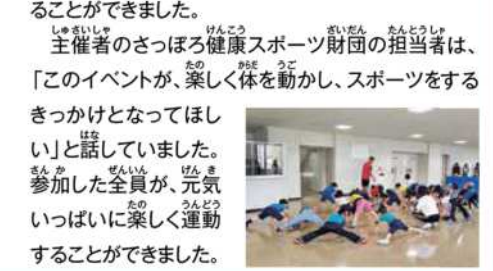 ることができました。
主催者のさっぽろ健康スポーツ財団の担当者は、
「このイベントが、楽しく体を動かし、スポーツをする
きっかけとなってほし
い」と話していました。
参加した全員が、元気
いっぱいに楽しく運動
することができました。